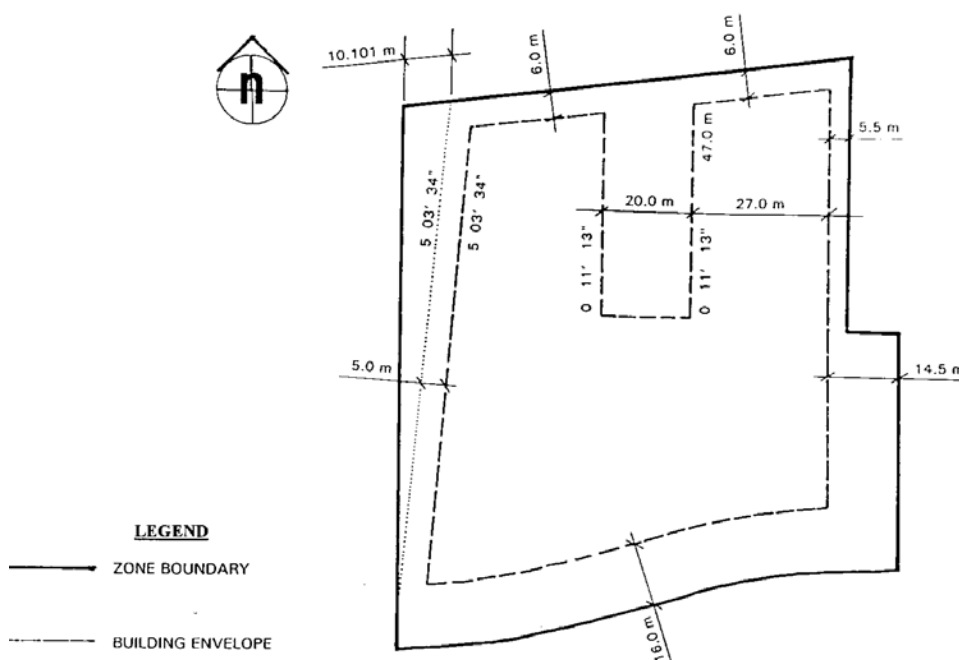 10.101 m
6.0 m
6.0 m
n
5.5 m
47.0 m
5 03' 34"
5 03' 34"
20.0 m
27.0 m
0 11' 13"
0 11' 13"
5.0 m
14.5 m
LEGEND
ZONE BOUNDARY
16.0 m
BUILDING ENVELOPE